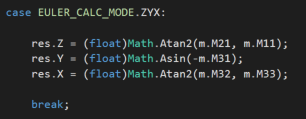 case EULER_CALC_MODE.ZYX:
res.Z = (float)Math.Atan2(m.M21, m.M11);
res.Y = (float)Math.Asin(-m.M31);
res.X = (float)Math.Atan2(m.M32, m.M33);
break;